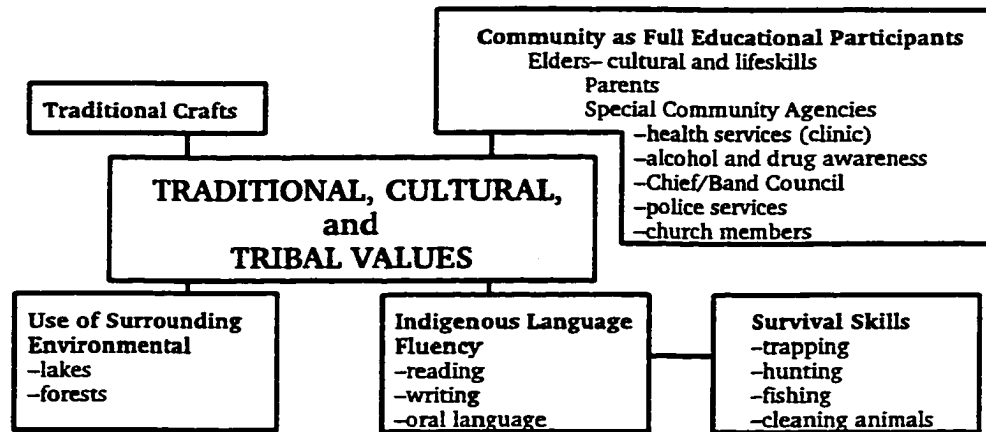 Community as Full Educational Participants
Elders– cultural and lifeskills
Parents
Special Community Agencies
–health services (clinic)
–alcohol and drug awareness
–Chief/Band Council
–police services
–church members
Traditional Crafts
TRADITIONAL, CULTURAL,
and
TRIBAL VALUES
Use of Surrounding
Environmental
–lakes
–forests
Indigenous Language
Fluency
–reading
–writing
–oral language
Survival Skills
–trapping
–hunting
–fishing
–cleaning animals